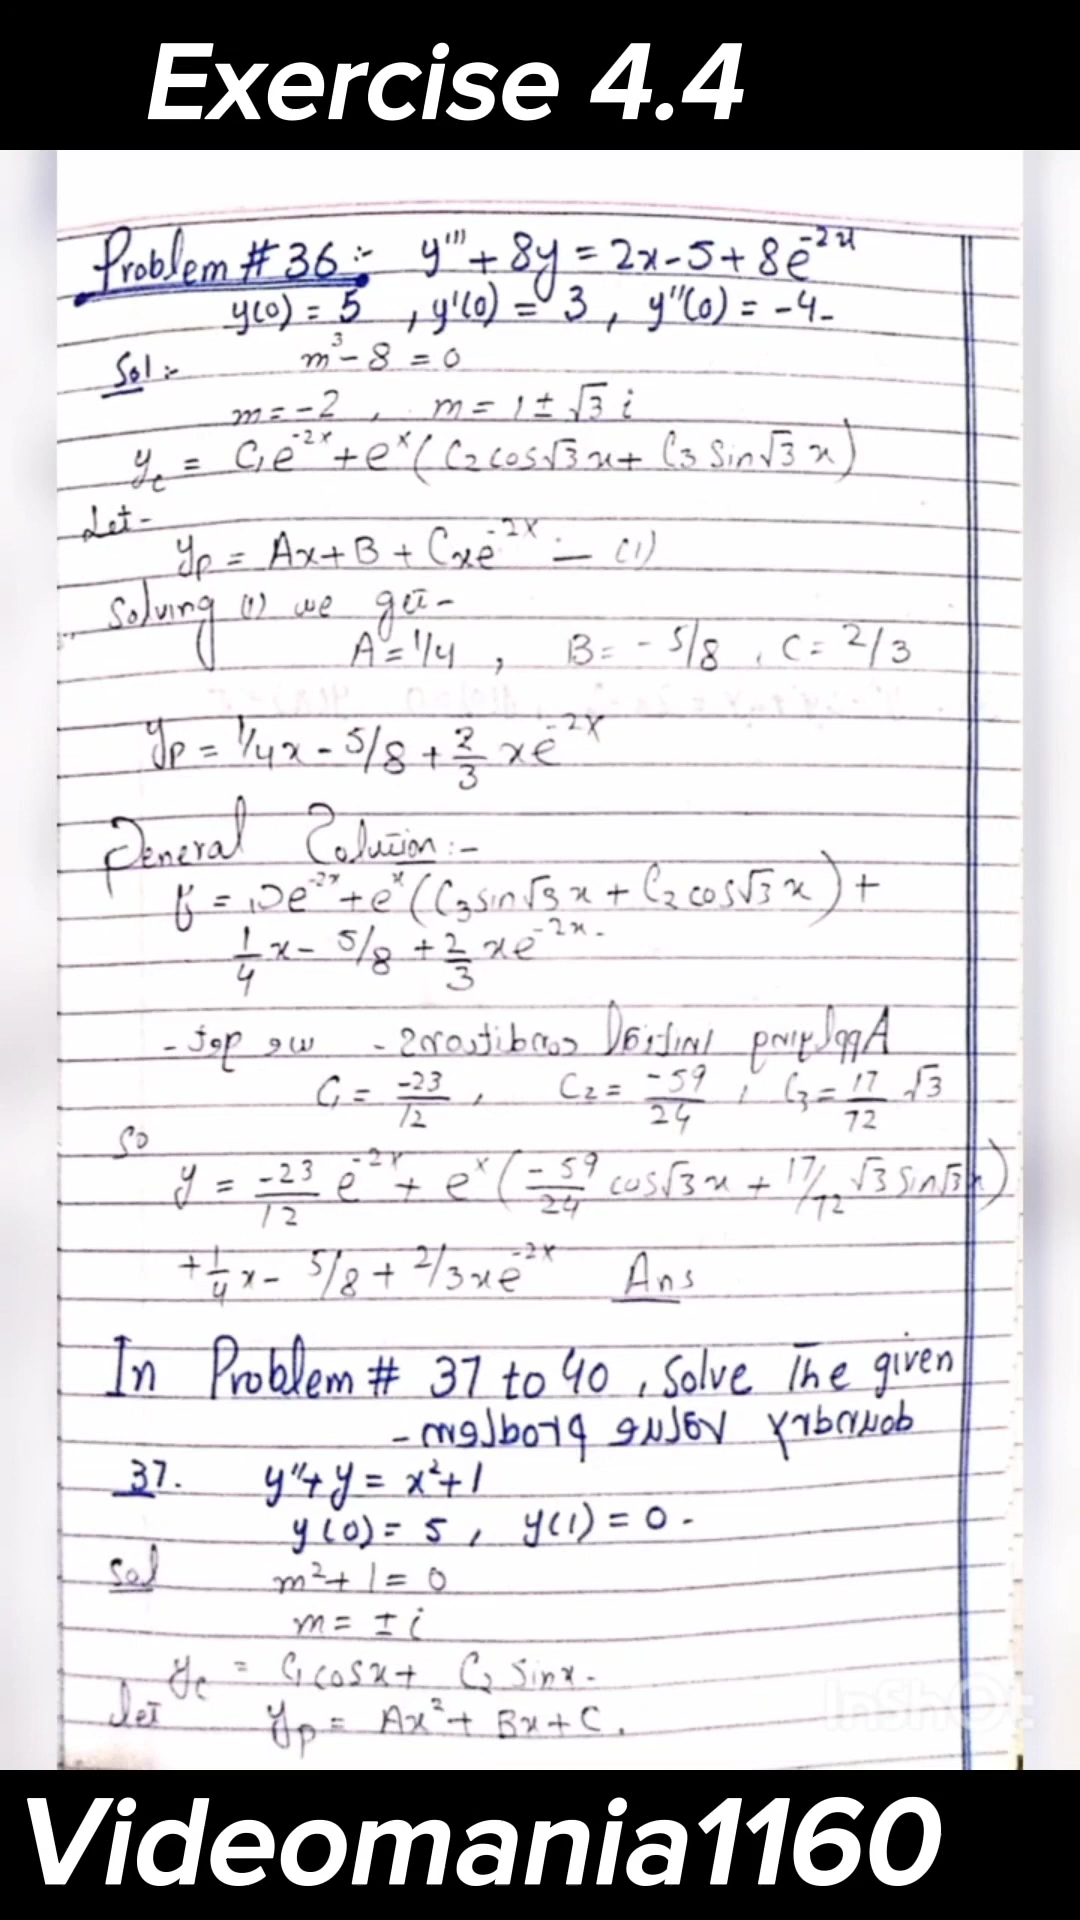 Exercise 4.4
Problem # 36 :- y''' + 8y = 2x - 5 + 8e^-2x
y(0) = 5 , y'(0) = 3 , y''(0) = -4 -
Sol :- m³ - 8 = 0
m = -2 , m = 1 ± √3 i
y_c = C₁e^-2x + e^x ( C₂ cos√3 x + C₃ Sin√3 x )
Let -
y_p = Ax + B + Cxe^-2x — (1)
Solving (1) we get -
A = 1/4 , B = - 5/8 , C = 2/3
y_p = 1/4 x - 5/8 + 2/3 xe^-2x
General Solution :-
= e^-2x + e^x ( C₃ sin√3 x + C₂ cos√3 x ) +
1/4 x - 5/8 + 2/3 xe^-2x -
Applying Initial conditions - we get -
C₁ = -23/12 , C₂ = -59/24 , C₃ = 17/72 √3
So
y = -23/12 e^-2x + e^x ( -59/24 cos√3 x + 17/72 √3 Sin√3 x )
+ 1/4 x - 5/8 + 2/3 xe^-2x Ans
In Problem # 37 to 40 , Solve The given
boundary value problem -
37. y'' + y = x² + 1
y(0) = 5 , y(1) = 0 -
Sol m² + 1 = 0
m = ± i
y_c = C₁ cosx + C₂ Sinx -
let y_p = Ax² + Bx + C .
InShOt
Videomania1160